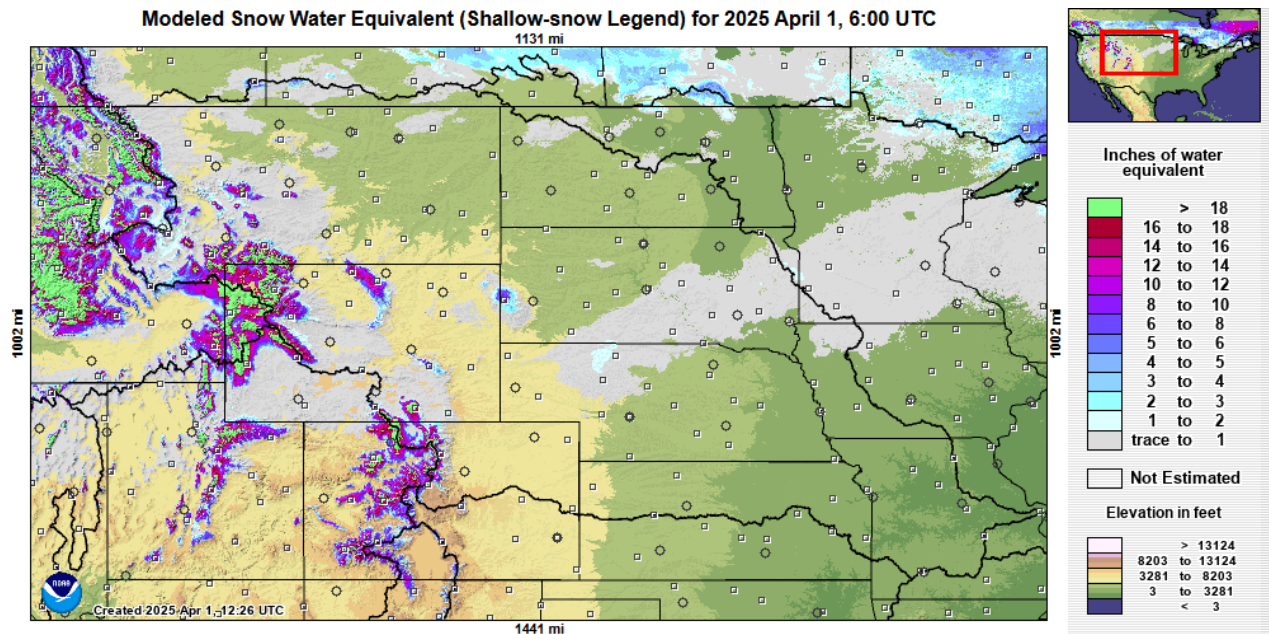 Modeled Snow Water Equivalent (Shallow-snow Legend) for 2025 April 1, 6:00 UTC
1131 mi
1002 mi
1002 mi
1441 mi
NOAA
Created 2025 Apr 1, 12:26 UTC
Inches of water
equivalent
> 18
16 to 18
14 to 16
12 to 14
10 to 12
8 to 10
6 to 8
5 to 6
4 to 5
3 to 4
2 to 3
1 to 2
trace to 1
Not Estimated
Elevation in feet
> 13124
8203 to 13124
3281 to 8203
3 to 3281
< 3